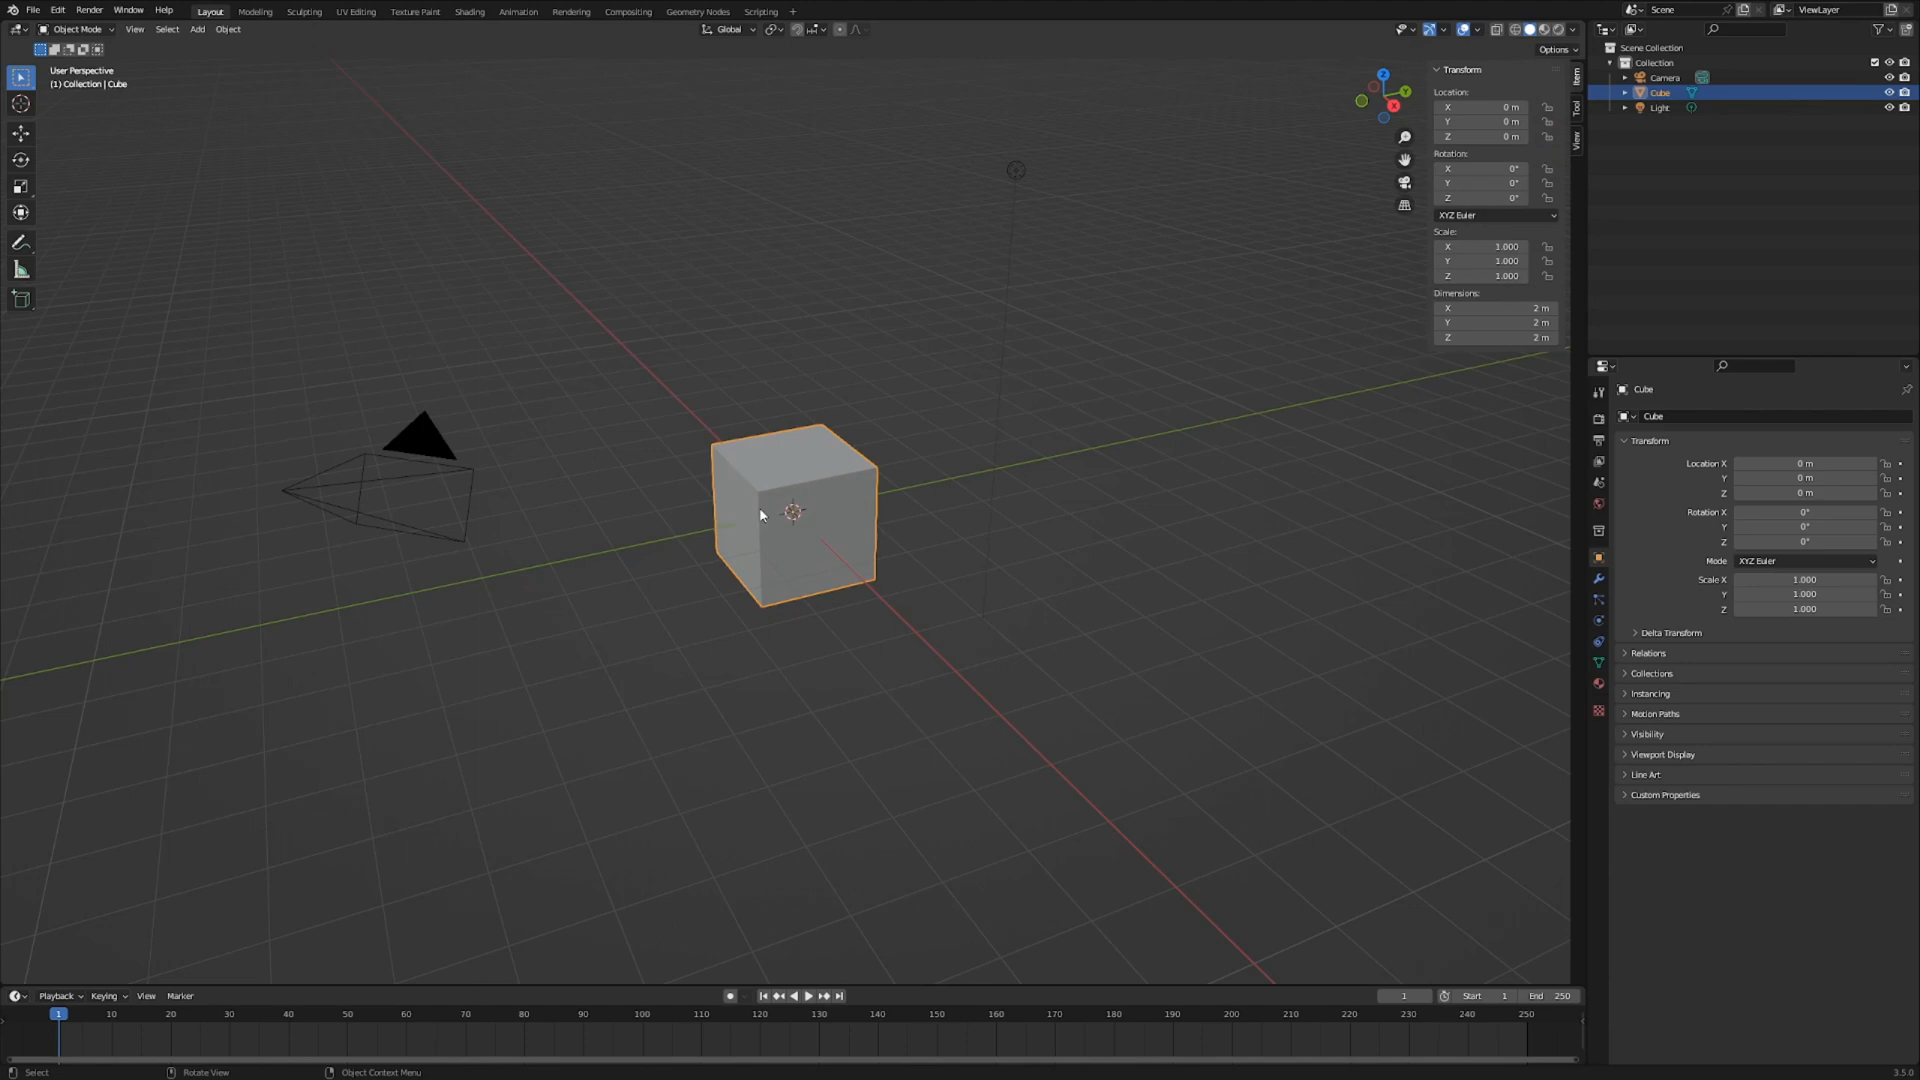 File Edit Render Window Help Layout Modeling Sculpting UV Editing Texture Paint Shading Animation Rendering Compositing Geometry Nodes Scripting + Scene ViewLayer
Object Mode View Select Add Object Global
Options
User Perspective
(1) Collection | Cube
Z
Y
X
Transform
Location:
X 0 m
Y 0 m
Z 0 m
Rotation:
X 0°
Y 0°
Z 0°
XYZ Euler
Scale:
X 1.000
Y 1.000
Z 1.000
Dimensions:
X 2 m
Y 2 m
Z 2 m
Item
Tool
View
Scene Collection
Collection
Camera
Cube
Light
Cube
Cube
Transform
Location X 0 m
Y 0 m
Z 0 m
Rotation X 0°
Y 0°
Z 0°
Mode XYZ Euler
Scale X 1.000
Y 1.000
Z 1.000
Delta Transform
Relations
Collections
Instancing
Motion Paths
Visibility
Viewport Display
Line Art
Custom Properties
Playback Keying View Marker 1 Start 1 End 250
1 10 20 30 40 50 60 70 80 90 100 110 120 130 140 150 160 170 180 190 200 210 220 230 240 250
Select Rotate View Object Context Menu 3.5.0